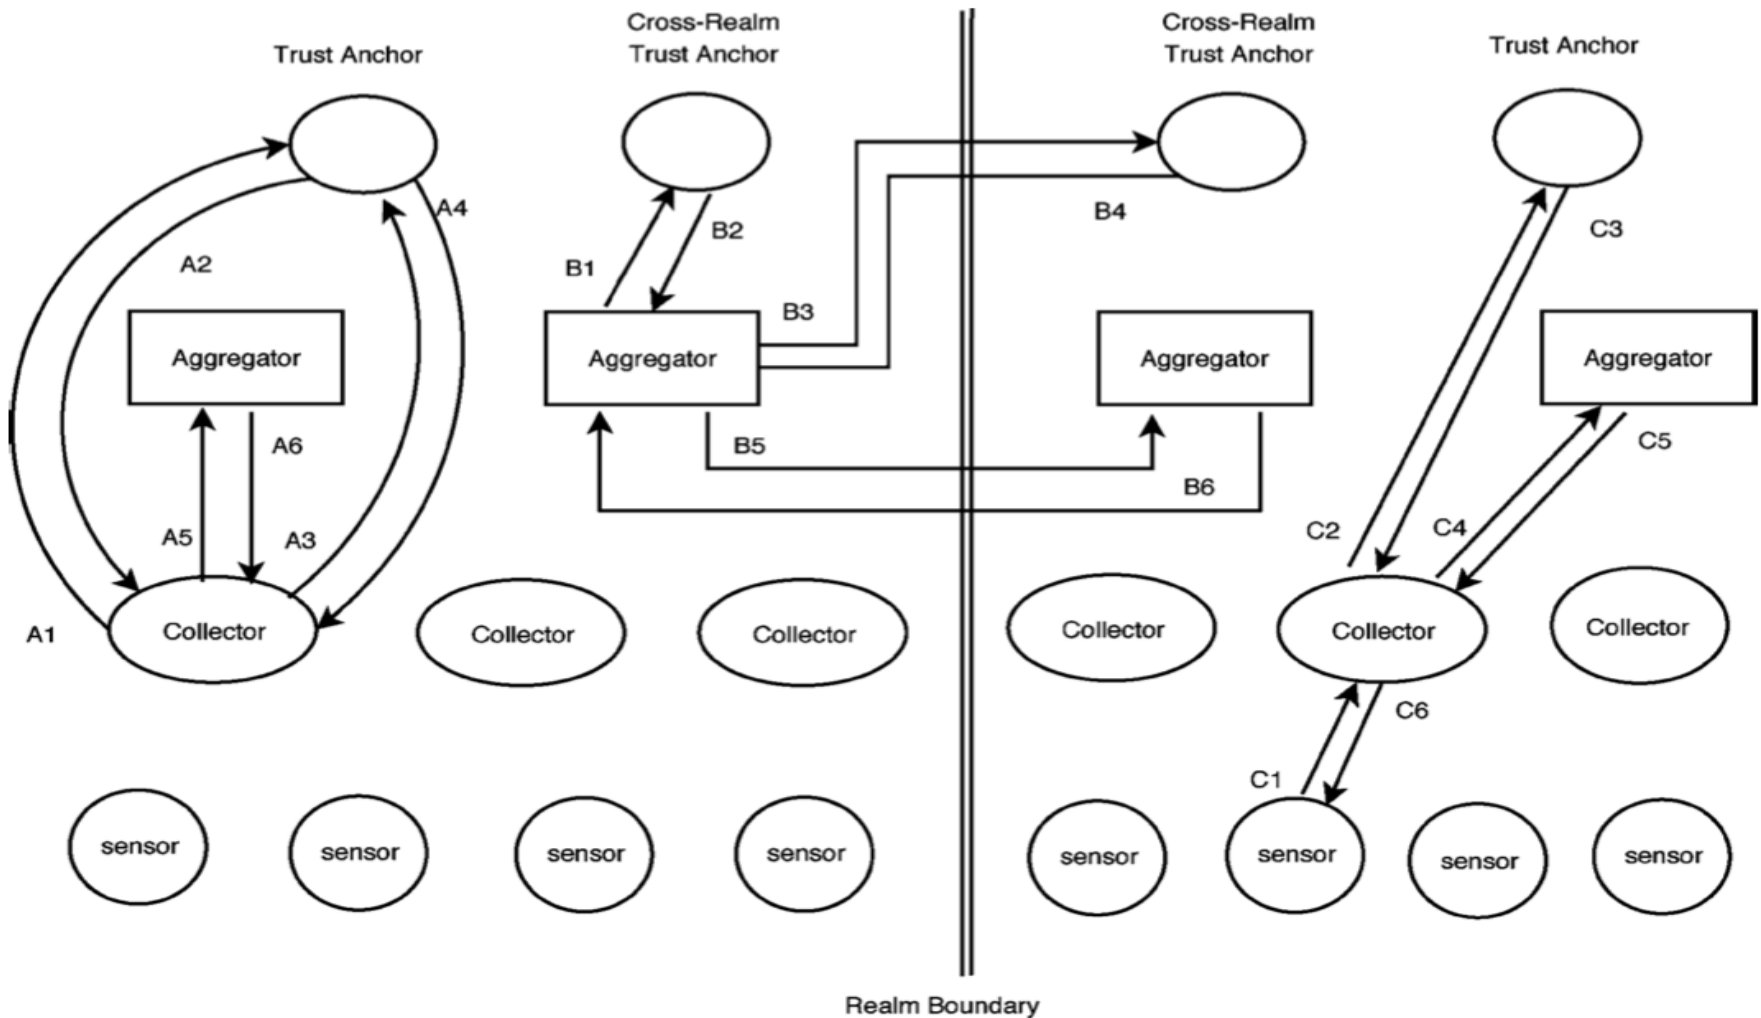 Trust Anchor
Cross-Realm
Trust Anchor
Cross-Realm
Trust Anchor
Trust Anchor
A4
A2
B1
B2
B3
B4
C3
Aggregator
Aggregator
Aggregator
Aggregator
A6
A5
A3
B5
B6
C2
C4
C5
A1
Collector
Collector
Collector
Collector
Collector
Collector
C6
C1
sensor
sensor
sensor
sensor
sensor
sensor
sensor
sensor
Realm Boundary